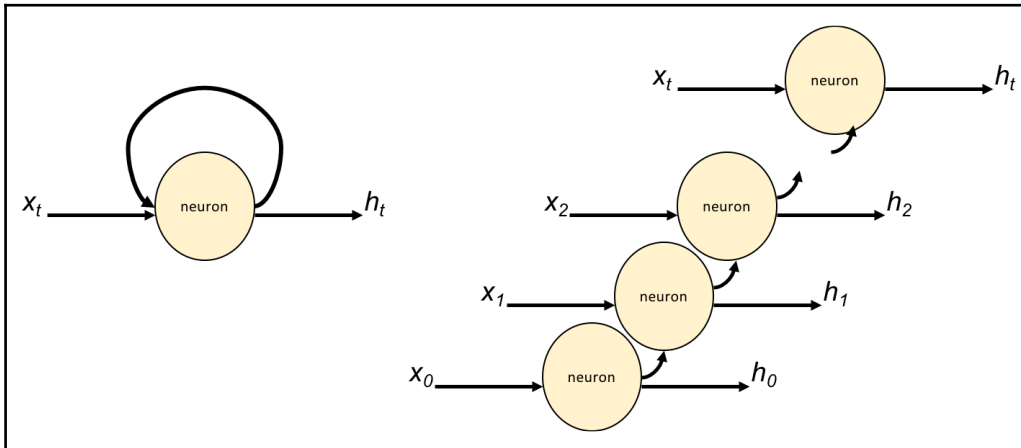 x_t neuron h_t
x_t neuron h_t
x_2 neuron h_2
x_1 neuron h_1
x_0 neuron h_0